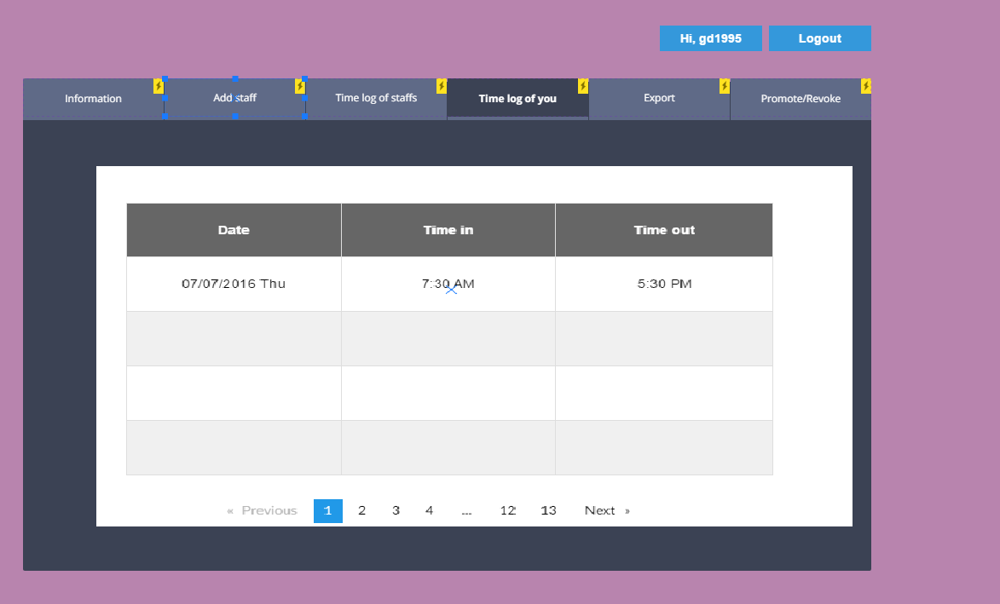 Hi, gd1995 Logout
Information Add staff Time log of staffs Time log of you Export Promote/Revoke
Date Time in Time out
07/07/2016 Thu 7:30 AM 5:30 PM
« Previous 1 2 3 4 ... 12 13 Next »